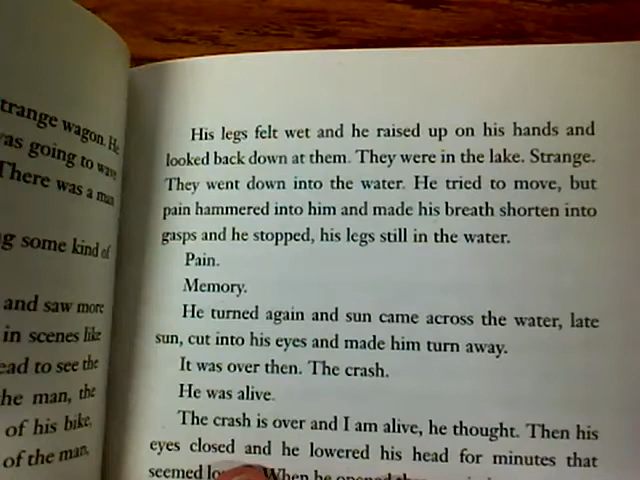 trange wagon. He
was going to wave
There was a man
g some kind of
and saw more
in scenes like
ead to see the
he man, the
of his bike,
of the man,
His legs felt wet and he raised up on his hands and
looked back down at them. They were in the lake. Strange.
They went down into the water. He tried to move, but
pain hammered into him and made his breath shorten into
gasps and he stopped, his legs still in the water.
Pain.
Memory.
He turned again and sun came across the water, late
sun, cut into his eyes and made him turn away.
It was over then. The crash.
He was alive.
The crash is over and I am alive, he thought. Then his
eyes closed and he lowered his head for minutes that
seemed When he opened